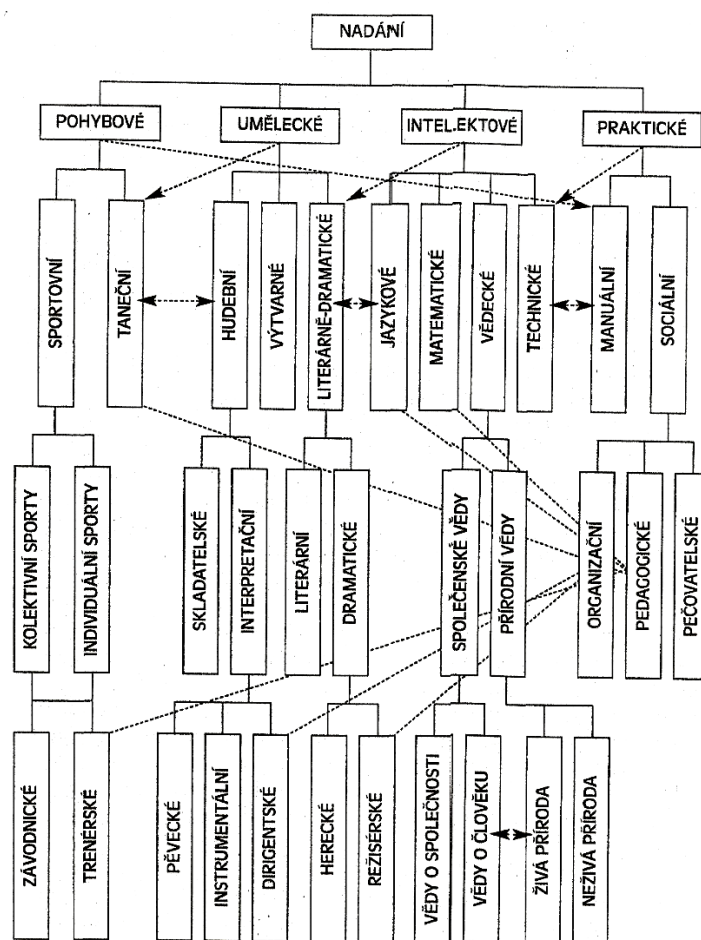 NADÁNÍ
POHYBOVÉ
UMĚLECKÉ
INTELEKTOVÉ
PRAKTICKÉ
SPORTOVNÍ
TANEČNÍ
HUDEBNÍ
VÝTVARNÉ
LITERÁRNĚ-DRAMATICKÉ
JAZYKOVÉ
MATEMATICKÉ
VĚDECKÉ
TECHNICKÉ
MANUÁLNÍ
SOCIÁLNÍ
KOLEKTIVNÍ SPORTY
INDIVIDUÁLNÍ SPORTY
SKLADATELSKÉ
INTERPRETAČNÍ
LITERÁRNÍ
DRAMATICKÉ
SPOLEČENSKÉ VĚDY
PŘÍRODNÍ VĚDY
ORGANIZAČNÍ
PEDAGOGICKÉ
PEČOVATELSKÉ
ZÁVODNICKÉ
TRENÉRSKÉ
PĚVECKÉ
INSTRUMENTÁLNÍ
DIRIGENTSKÉ
HERECKÉ
REŽISÉRSKÉ
VĚDY O SPOLEČNOSTI
VĚDY O ČLOVĚKU
ŽIVÁ PŘÍRODA
NEŽIVÁ PŘÍRODA